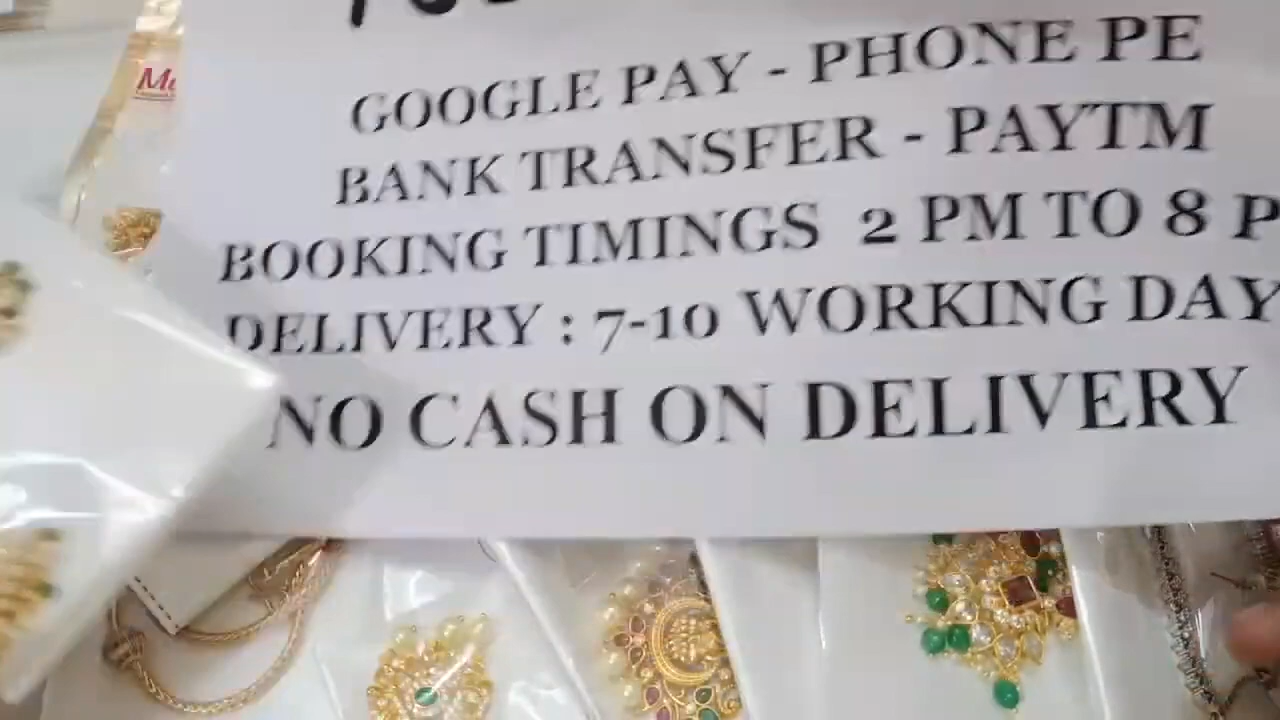 GOOGLE PAY - PHONE PE
BANK TRANSFER - PAYTM
BOOKING TIMINGS 2 PM TO 8 P
DELIVERY : 7-10 WORKING DAY
NO CASH ON DELIVERY